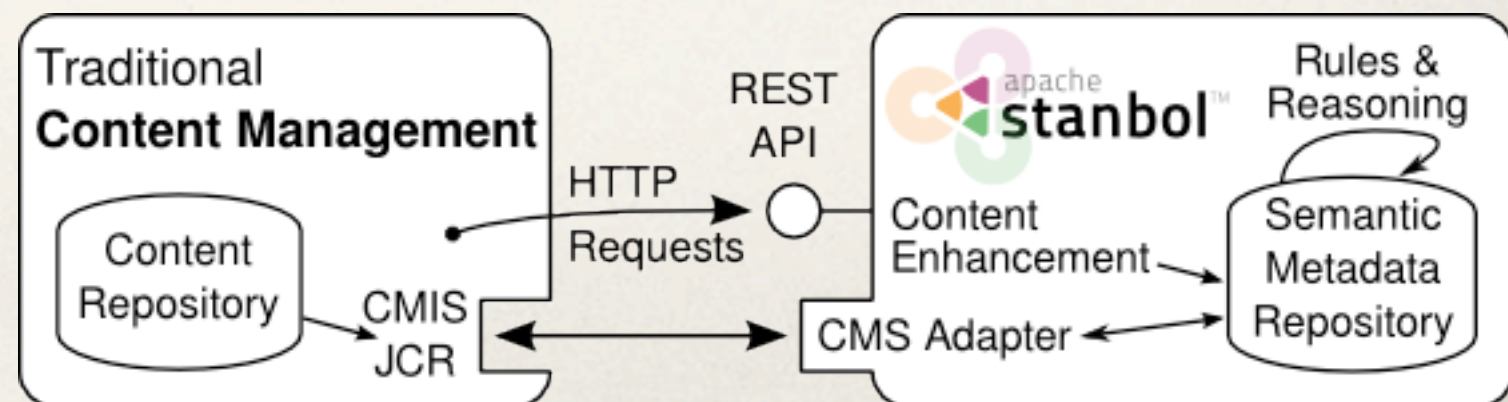 Traditional
Content Management
Content
Repository
CMIS
JCR
HTTP
Requests
REST
API
apache
stanbol™
Rules &
Reasoning
Content
Enhancement
CMS Adapter
Semantic
Metadata
Repository